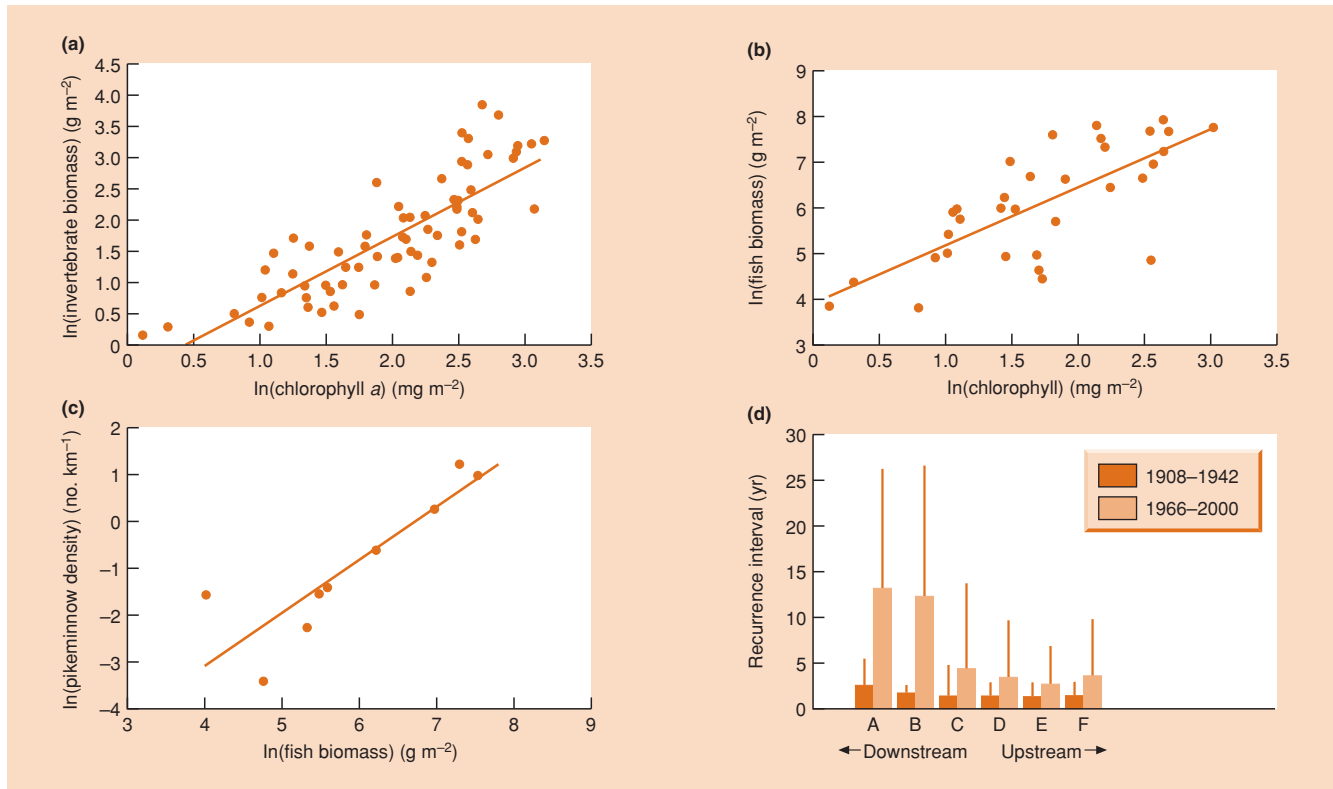 (a)
ln(invertebrate biomass) (g m⁻²)
4.5
4.0
3.5
3.0
2.5
2.0
1.5
1.0
0.5
0
0 0.5 1.0 1.5 2.0 2.5 3.0 3.5
ln(chlorophyll a) (mg m⁻²)
(b)
ln(fish biomass) (g m⁻²)
9
8
7
6
5
4
3
0 0.5 1.0 1.5 2.0 2.5 3.0 3.5
ln(chlorophyll) (mg m⁻²)
(c)
ln(pikeminnow density) (no. km⁻¹)
2
1
0
–1
–2
–3
–4
3 4 5 6 7 8 9
ln(fish biomass) (g m⁻²)
(d)
Recurrence interval (yr)
30
25
20
15
10
5
0
1908–1942
1966–2000
A B C D E F
←Downstream Upstream→